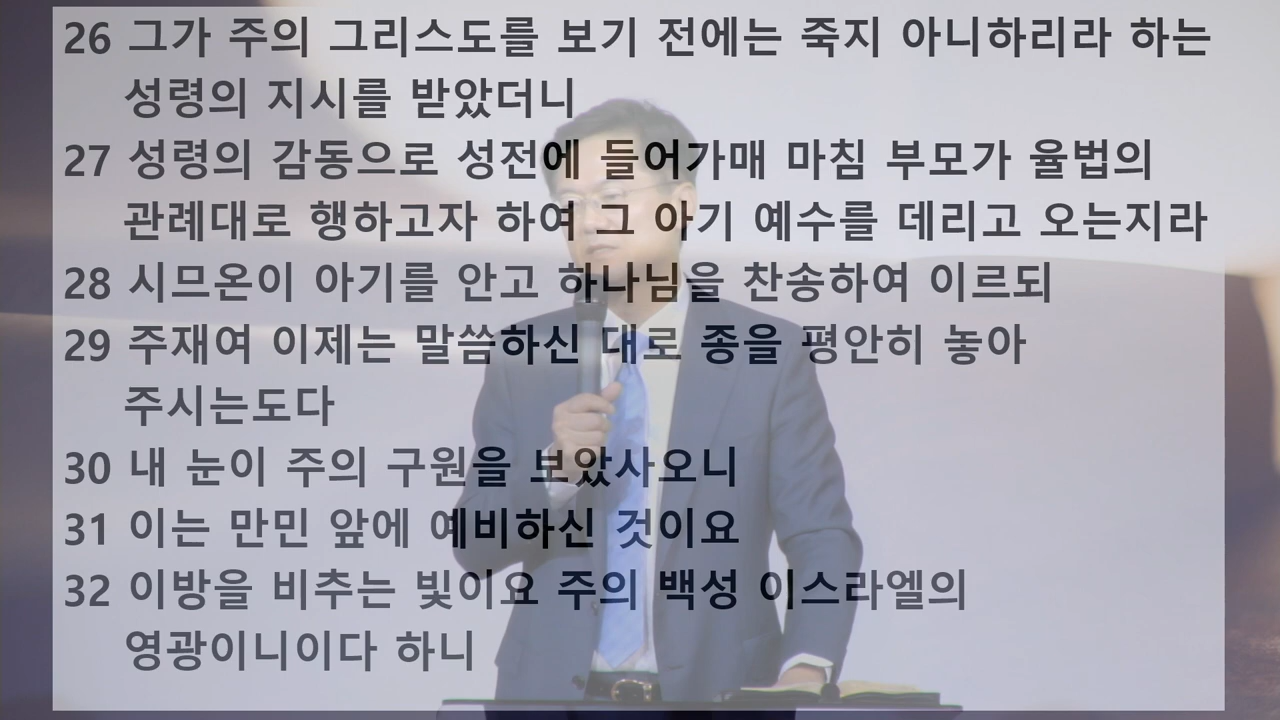 26 그가 주의 그리스도를 보기 전에는 죽지 아니하리라 하는
성령의 지시를 받았더니
27 성령의 감동으로 성전에 들어가매 마침 부모가 율법의
관례대로 행하고자 하여 그 아기 예수를 데리고 오는지라
28 시므온이 아기를 안고 하나님을 찬송하여 이르되
29 주재여 이제는 말씀하신 대로 종을 평안히 놓아
주시는도다
30 내 눈이 주의 구원을 보았사오니
31 이는 만민 앞에 예비하신 것이요
32 이방을 비추는 빛이요 주의 백성 이스라엘의
영광이니이다 하니